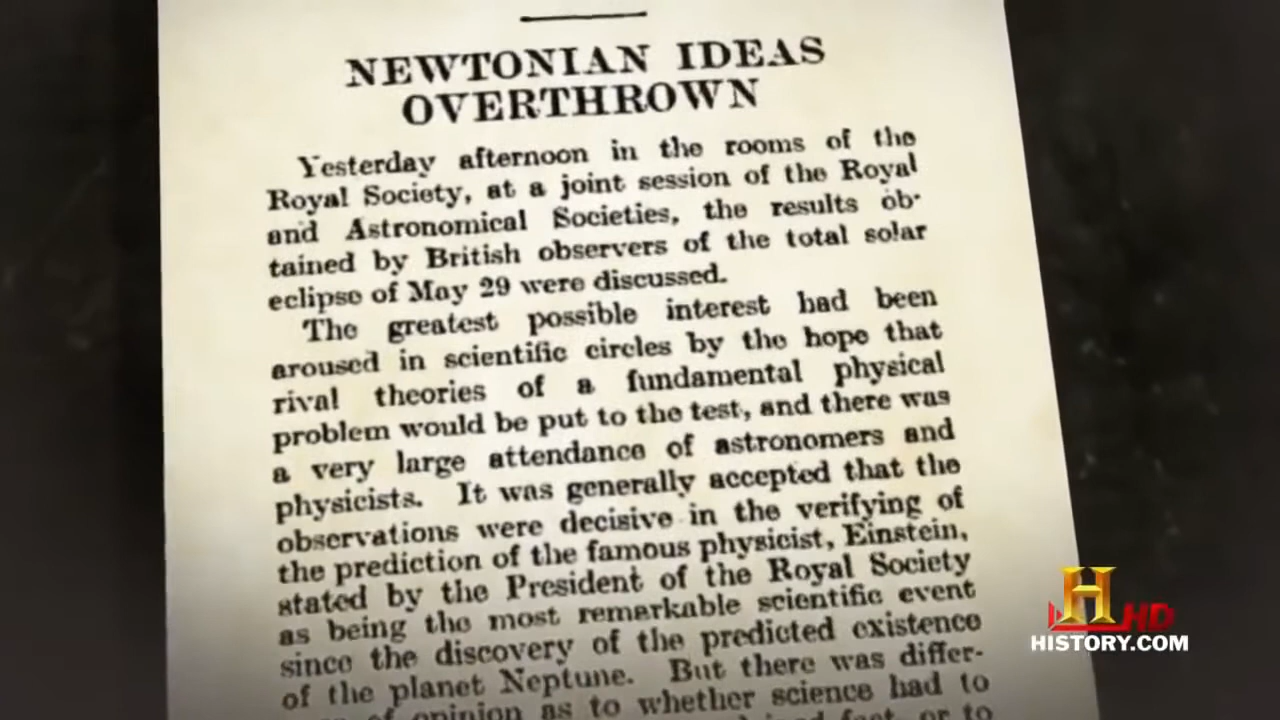 NEWTONIAN IDEAS
OVERTHROWN
Yesterday afternoon in the rooms of the
Royal Society, at a joint session of the Royal
and Astronomical Societies, the results ob-
tained by British observers of the total solar
eclipse of May 29 were discussed.
The greatest possible interest had been
aroused in scientific circles by the hope that
rival theories of a fundamental physical
problem would be put to the test, and there was
a very large attendance of astronomers and
physicists. It was generally accepted that the
observations were decisive in the verifying of
the prediction of the famous physicist, Einstein,
stated by the President of the Royal Society
as being the most remarkable scientific event
since the discovery of the predicted existence
of the planet Neptune. But there was differ-
of opinion as to whether science had to
fact, or to
H HD
HISTORY.COM